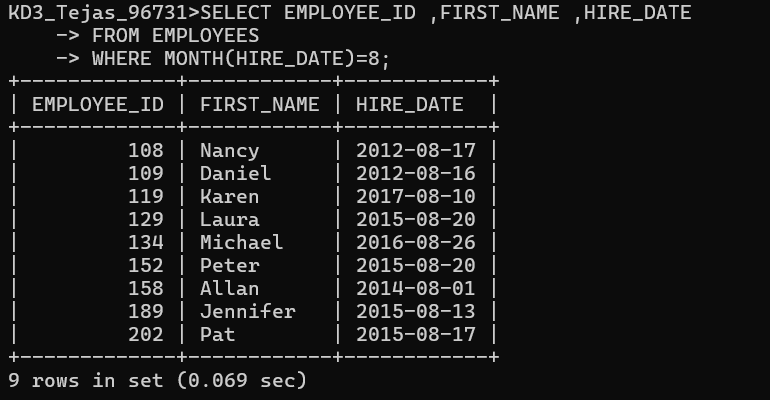 KD3_Tejas_96731>SELECT EMPLOYEE_ID ,FIRST_NAME ,HIRE_DATE
    -> FROM EMPLOYEES
    -> WHERE MONTH(HIRE_DATE)=8;
+-------------+------------+------------+
| EMPLOYEE_ID | FIRST_NAME | HIRE_DATE  |
+-------------+------------+------------+
|         108 | Nancy      | 2012-08-17 |
|         109 | Daniel     | 2012-08-16 |
|         119 | Karen      | 2017-08-10 |
|         129 | Laura      | 2015-08-20 |
|         134 | Michael    | 2016-08-26 |
|         152 | Peter      | 2015-08-20 |
|         158 | Allan      | 2014-08-01 |
|         189 | Jennifer   | 2015-08-13 |
|         202 | Pat        | 2015-08-17 |
+-------------+------------+------------+
9 rows in set (0.069 sec)